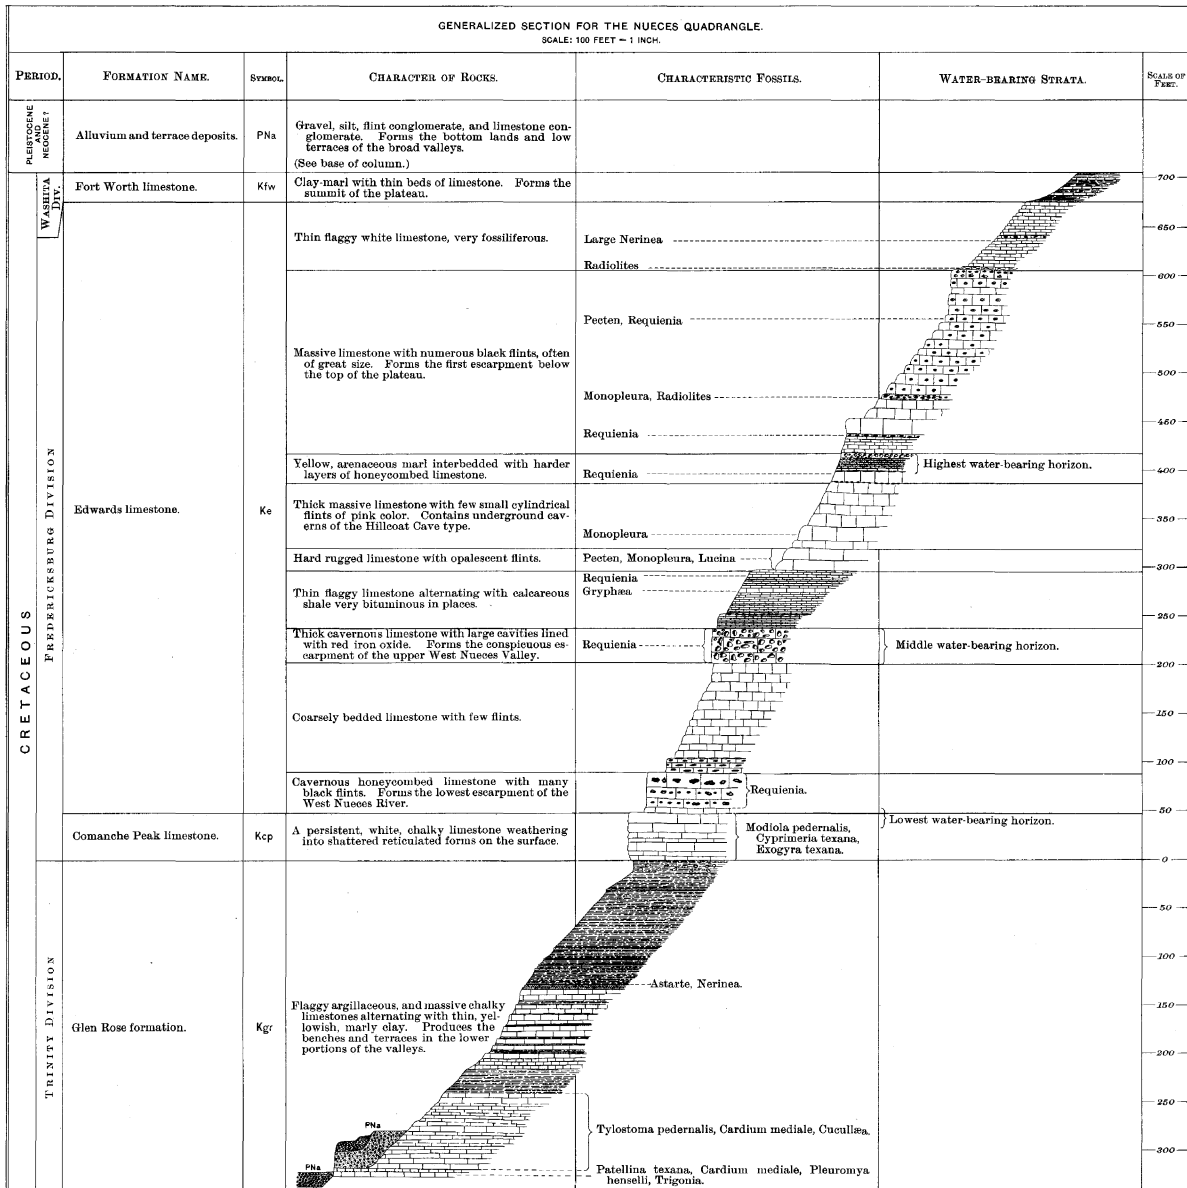 GENERALIZED SECTION FOR THE NUECES QUADRANGLE.
SCALE: 100 FEET = 1 INCH.
PERIOD.
FORMATION NAME.
SYMBOL.
CHARACTER OF ROCKS.
CHARACTERISTIC FOSSILS.
WATER-BEARING STRATA.
SCALE OF
FEET.
PLEISTOCENE
AND
NEOCENE?
Alluvium and terrace deposits.
PNa
Gravel, silt, flint conglomerate, and limestone con-
glomerate. Forms the bottom lands and low
terraces of the broad valleys.
(See base of column.)
CRETACEOUS
WASHITA
DIV.
Fort Worth limestone.
Kfw
Clay-marl with thin beds of limestone. Forms the
summit of the plateau.
700
FREDERICKSBURG DIVISION
Edwards limestone.
Ke
Thin flaggy white limestone, very fossiliferous.
Large Nerinea
Radiolites
650
600
Massive limestone with numerous black flints, often
of great size. Forms the first escarpment below
the top of the plateau.
Pecten, Requienia
Monopleura, Radiolites
Requienia
550
500
450
Yellow, arenaceous marl interbedded with harder
layers of honeycombed limestone.
Requienia
Highest water-bearing horizon.
400
Thick massive limestone with few small cylindrical
flints of pink color. Contains underground cav-
erns of the Hillcoat Cave type.
Monopleura
350
Hard rugged limestone with opalescent flints.
Pecten, Monopleura, Lucina
300
Thin flaggy limestone alternating with calcareous
shale very bituminous in places.
Requienia
Gryphæa
250
Thick cavernous limestone with large cavities lined
with red iron oxide. Forms the conspicuous es-
carpment of the upper West Nueces Valley.
Requienia
Middle water-bearing horizon.
200
Coarsely bedded limestone with few flints.
150
100
Cavernous honeycombed limestone with many
black flints. Forms the lowest escarpment of the
West Nueces River.
Requienia.
50
Comanche Peak limestone.
Kcp
A persistent, white, chalky limestone weathering
into shattered reticulated forms on the surface.
Modiola pedernalis,
Cyprimeria texana,
Exogyra texana.
Lowest water-bearing horizon.
0
TRINITY DIVISION
Glen Rose formation.
Kgr
Flaggy argillaceous, and massive chalky
limestones alternating with thin, yel-
lowish, marly clay. Produces the
benches and terraces in the lower
portions of the valleys.
Astarte, Nerinea.
50
100
150
200
250
300
PNa
PNa
Tylostoma pedernalis, Cardium mediale, Cucullæa.
Patellina texana, Cardium mediale, Pleuromya
henselli, Trigonia.